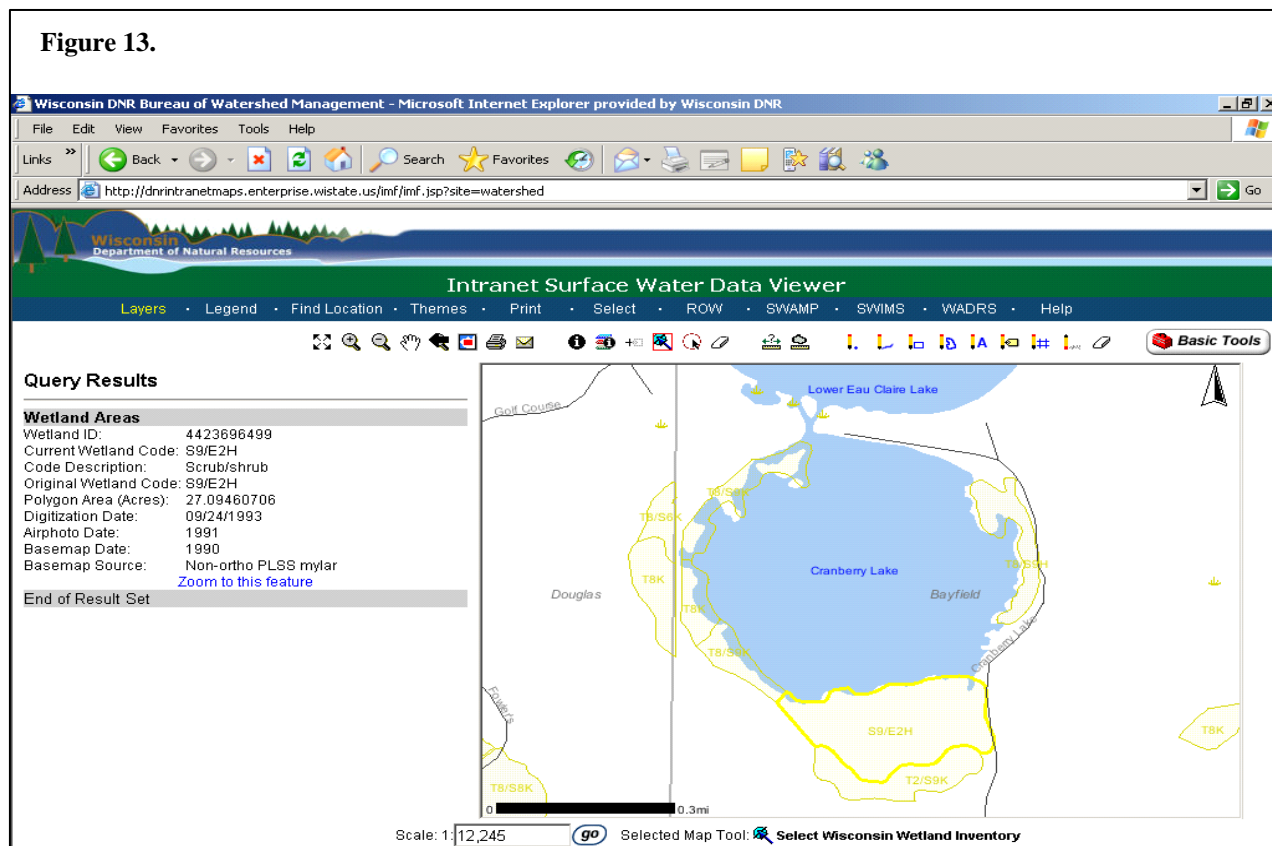 Figure 13.
Wisconsin DNR Bureau of Watershed Management - Microsoft Internet Explorer provided by Wisconsin DNR
File Edit View Favorites Tools Help
Links » Back Search Favorites
Address http://dnrintranetmaps.enterprise.wistate.us/imf/imf.jsp?site=watershed Go
Wisconsin
Department of Natural Resources
Intranet Surface Water Data Viewer
Layers · Legend · Find Location · Themes · Print · Select · ROW · SWAMP · SWIMS · WADRS · Help
Basic Tools
Query Results
Wetland Areas
Wetland ID: 4423696499
Current Wetland Code: S9/E2H
Code Description: Scrub/shrub
Original Wetland Code: S9/E2H
Polygon Area (Acres): 27.09460706
Digitization Date: 09/24/1993
Airphoto Date: 1991
Basemap Date: 1990
Basemap Source: Non-ortho PLSS mylar
Zoom to this feature
End of Result Set
Lower Eau Claire Lake
Golf Course
T8/S6K
T8/S9H
T8K
Cranberry Lake
Douglas
Bayfield
Cranberry Lake
Fowlers
S9/E2H
T8K
T2/S9K
T8/S8K
0 0.3mi
Scale: 1: 12,245 go Selected Map Tool: Select Wisconsin Wetland Inventory